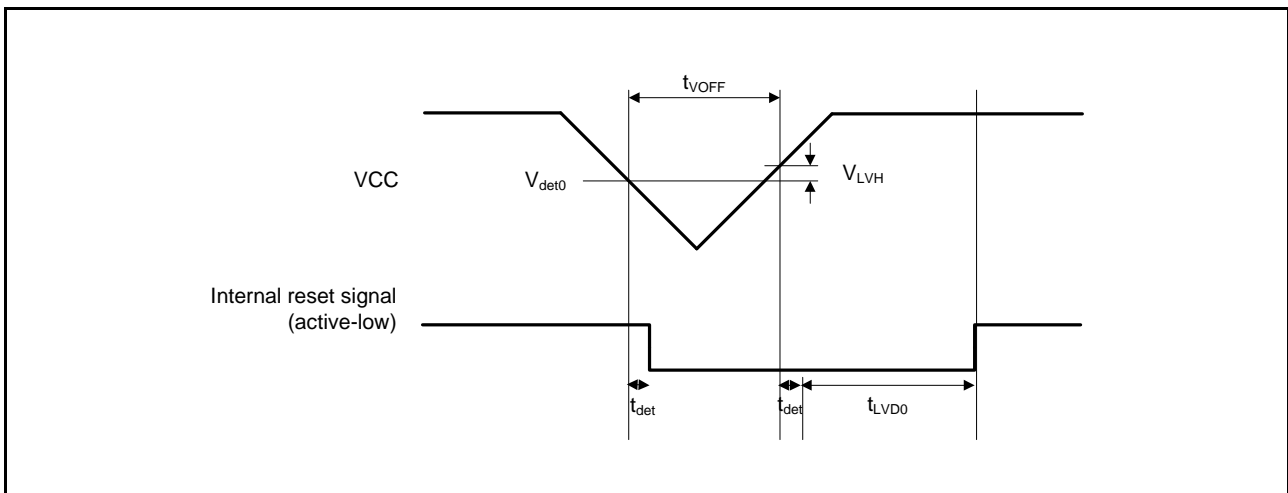 tVOFF
VCC
Vdet0
VLVH
Internal reset signal
(active-low)
tdet
tdet
tLVD0